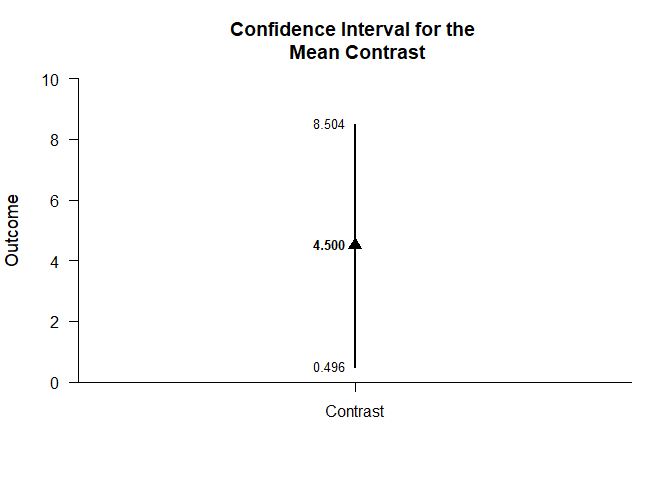 Confidence Interval for the
Mean Contrast
Outcome
10
8
6
4
2
0
8.504
4.500
0.496
Contrast